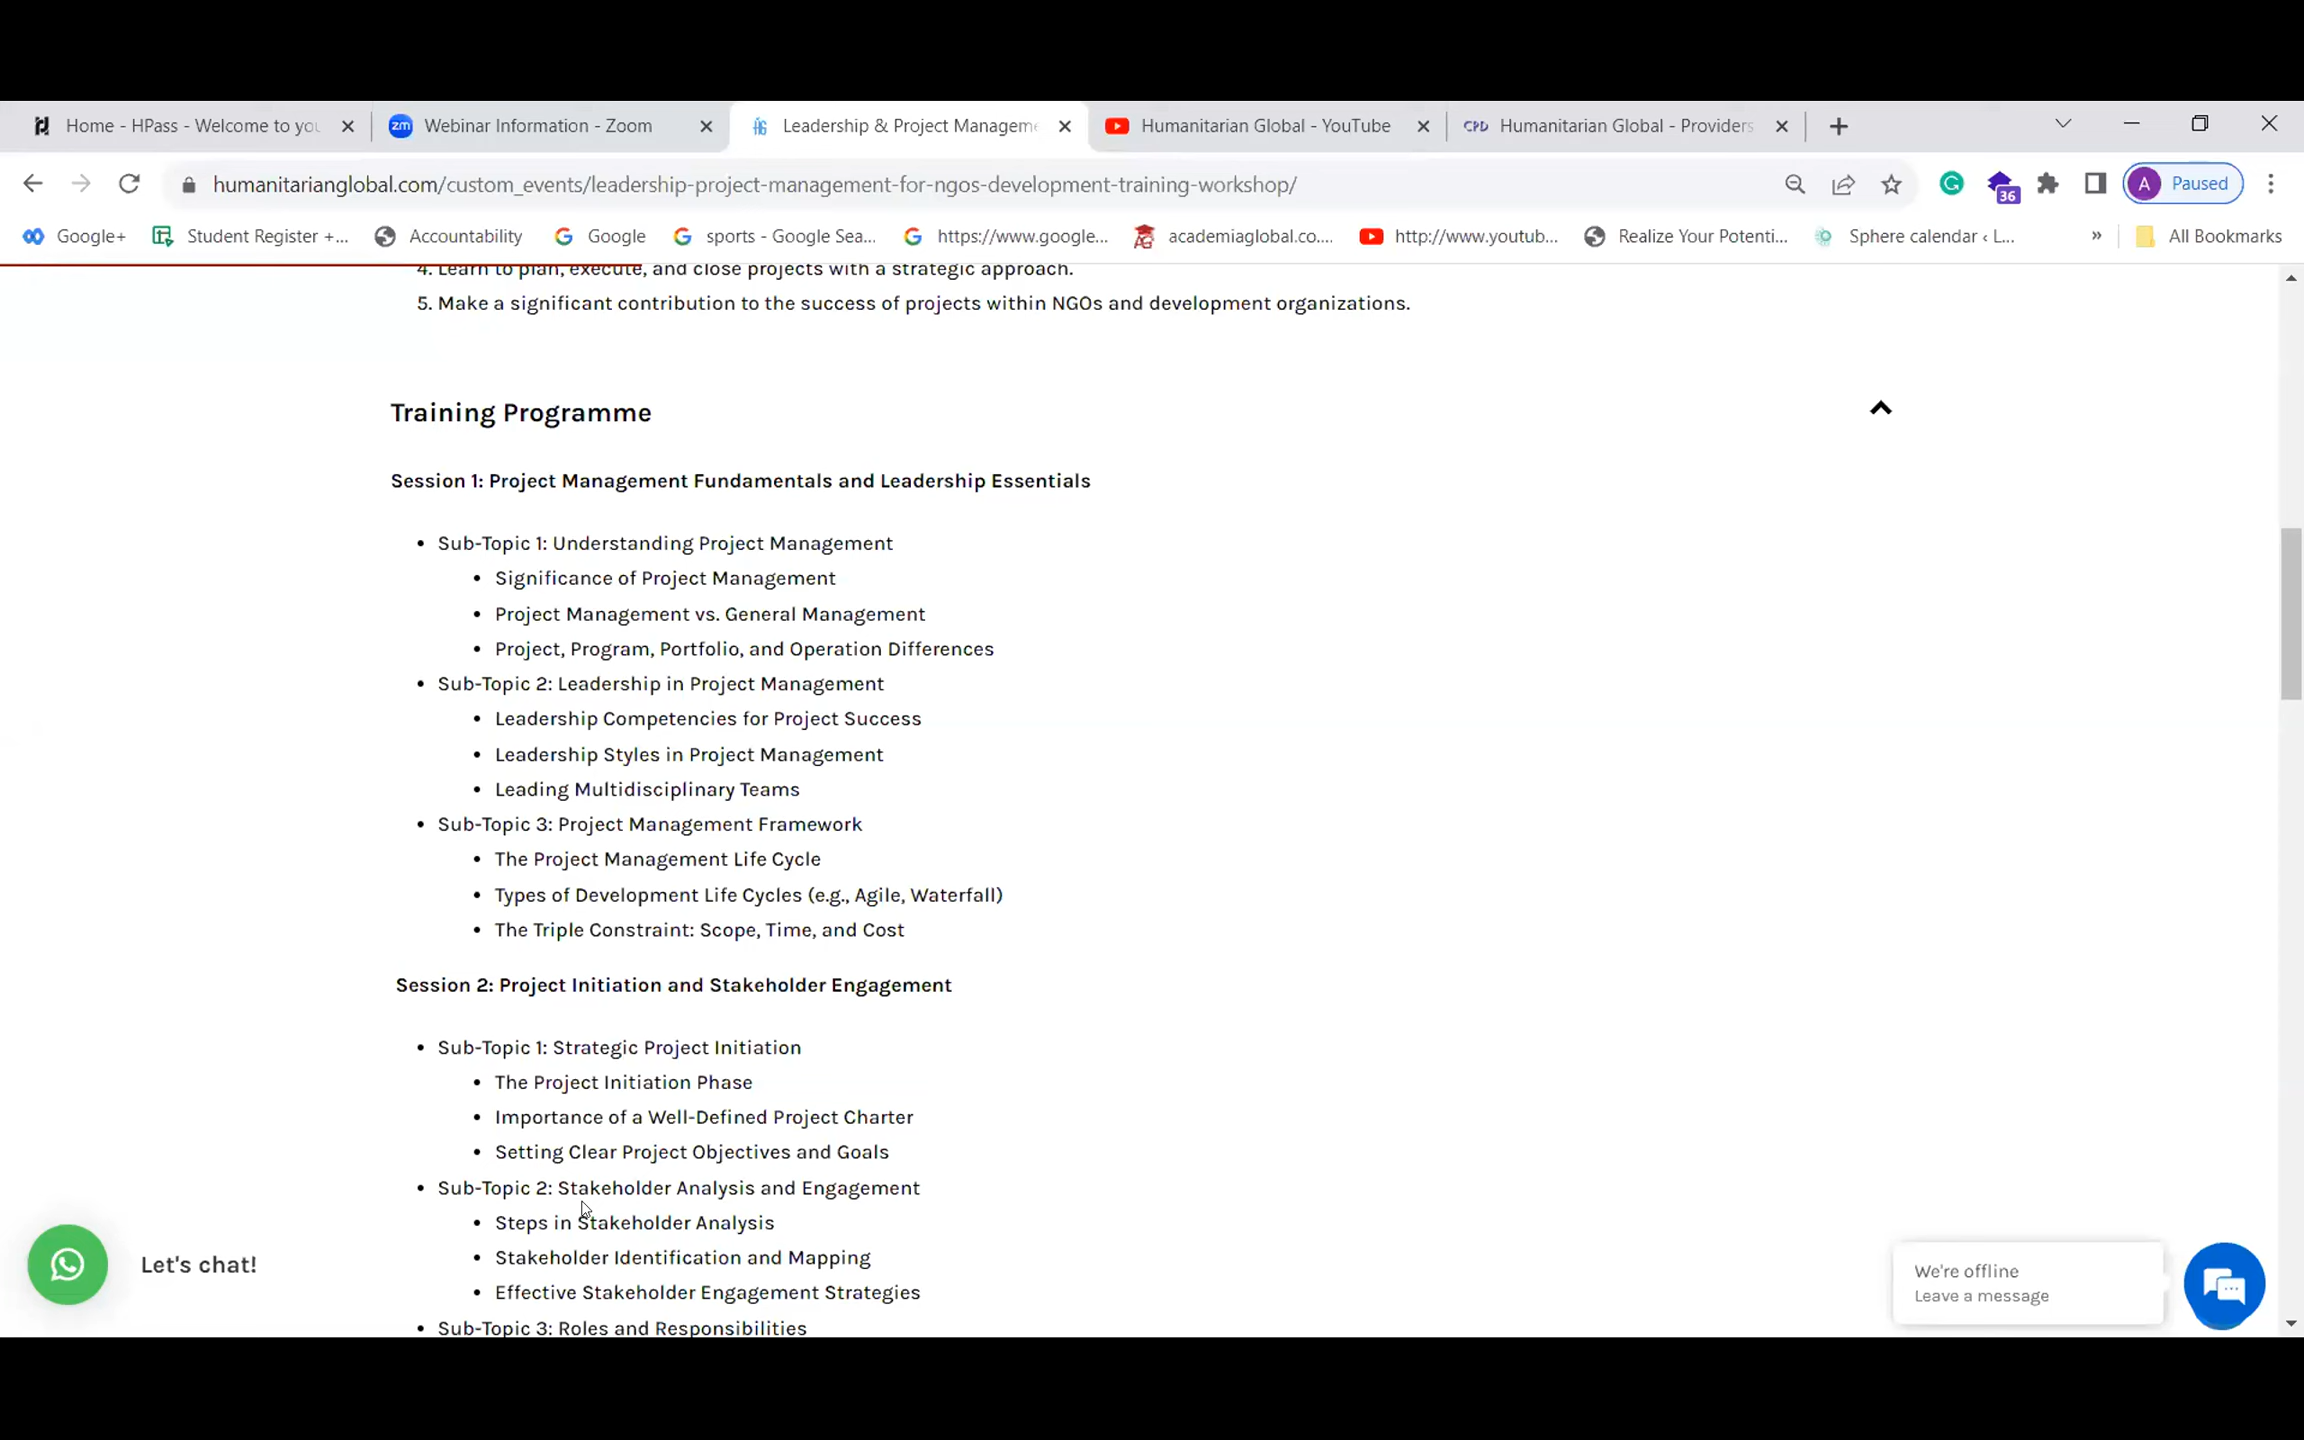 Home - HPass - Welcome to you
Webinar Information - Zoom
Leadership & Project Managem
Humanitarian Global - YouTube
CPD
Humanitarian Global - Providers
humanitarianglobal.com/custom_events/leadership-project-management-for-ngos-development-training-workshop/
36
A
Paused
Google+
Student Register +...
Accountability
Google
sports - Google Sea...
https://www.google...
academiaglobal.co....
http://www.youtub...
Realize Your Potenti...
Sphere calendar ‹ L...
»
All Bookmarks
4. Learn to plan, execute, and close projects with a strategic approach.
5. Make a significant contribution to the success of projects within NGOs and development organizations.
Training Programme
Session 1: Project Management Fundamentals and Leadership Essentials
• Sub-Topic 1: Understanding Project Management
• Significance of Project Management
• Project Management vs. General Management
• Project, Program, Portfolio, and Operation Differences
• Sub-Topic 2: Leadership in Project Management
• Leadership Competencies for Project Success
• Leadership Styles in Project Management
• Leading Multidisciplinary Teams
• Sub-Topic 3: Project Management Framework
• The Project Management Life Cycle
• Types of Development Life Cycles (e.g., Agile, Waterfall)
• The Triple Constraint: Scope, Time, and Cost
Session 2: Project Initiation and Stakeholder Engagement
• Sub-Topic 1: Strategic Project Initiation
• The Project Initiation Phase
• Importance of a Well-Defined Project Charter
• Setting Clear Project Objectives and Goals
• Sub-Topic 2: Stakeholder Analysis and Engagement
• Steps in Stakeholder Analysis
• Stakeholder Identification and Mapping
• Effective Stakeholder Engagement Strategies
• Sub-Topic 3: Roles and Responsibilities
Let's chat!
We're offline
Leave a message